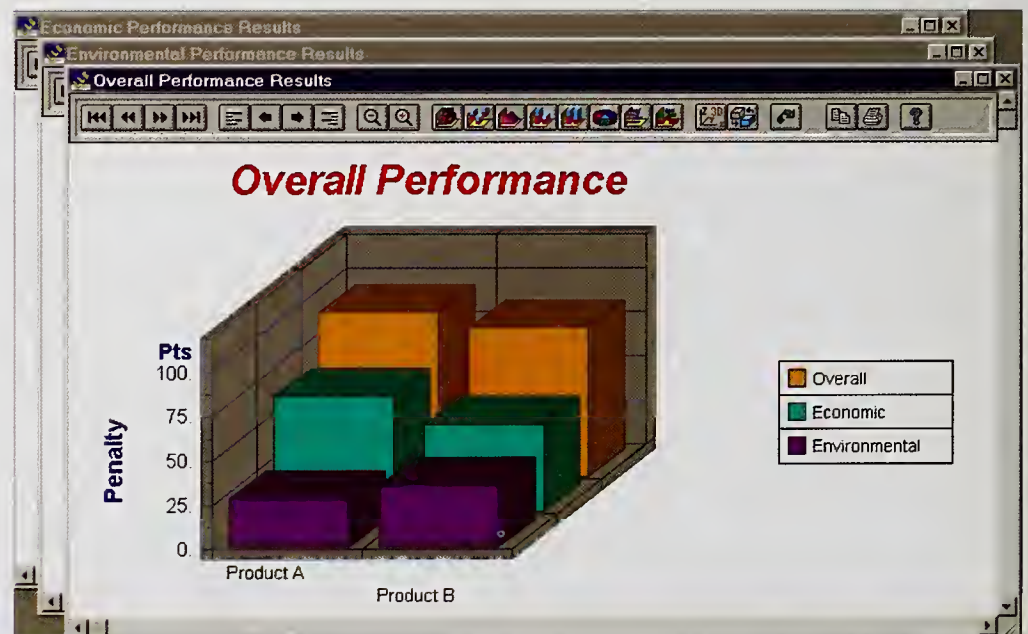 Economic Performance Results
Environmental Performance Results
Overall Performance Results
Overall Performance
Pts
100
75
50
25
0
Penalty
Product A
Product B
Overall
Economic
Environmental